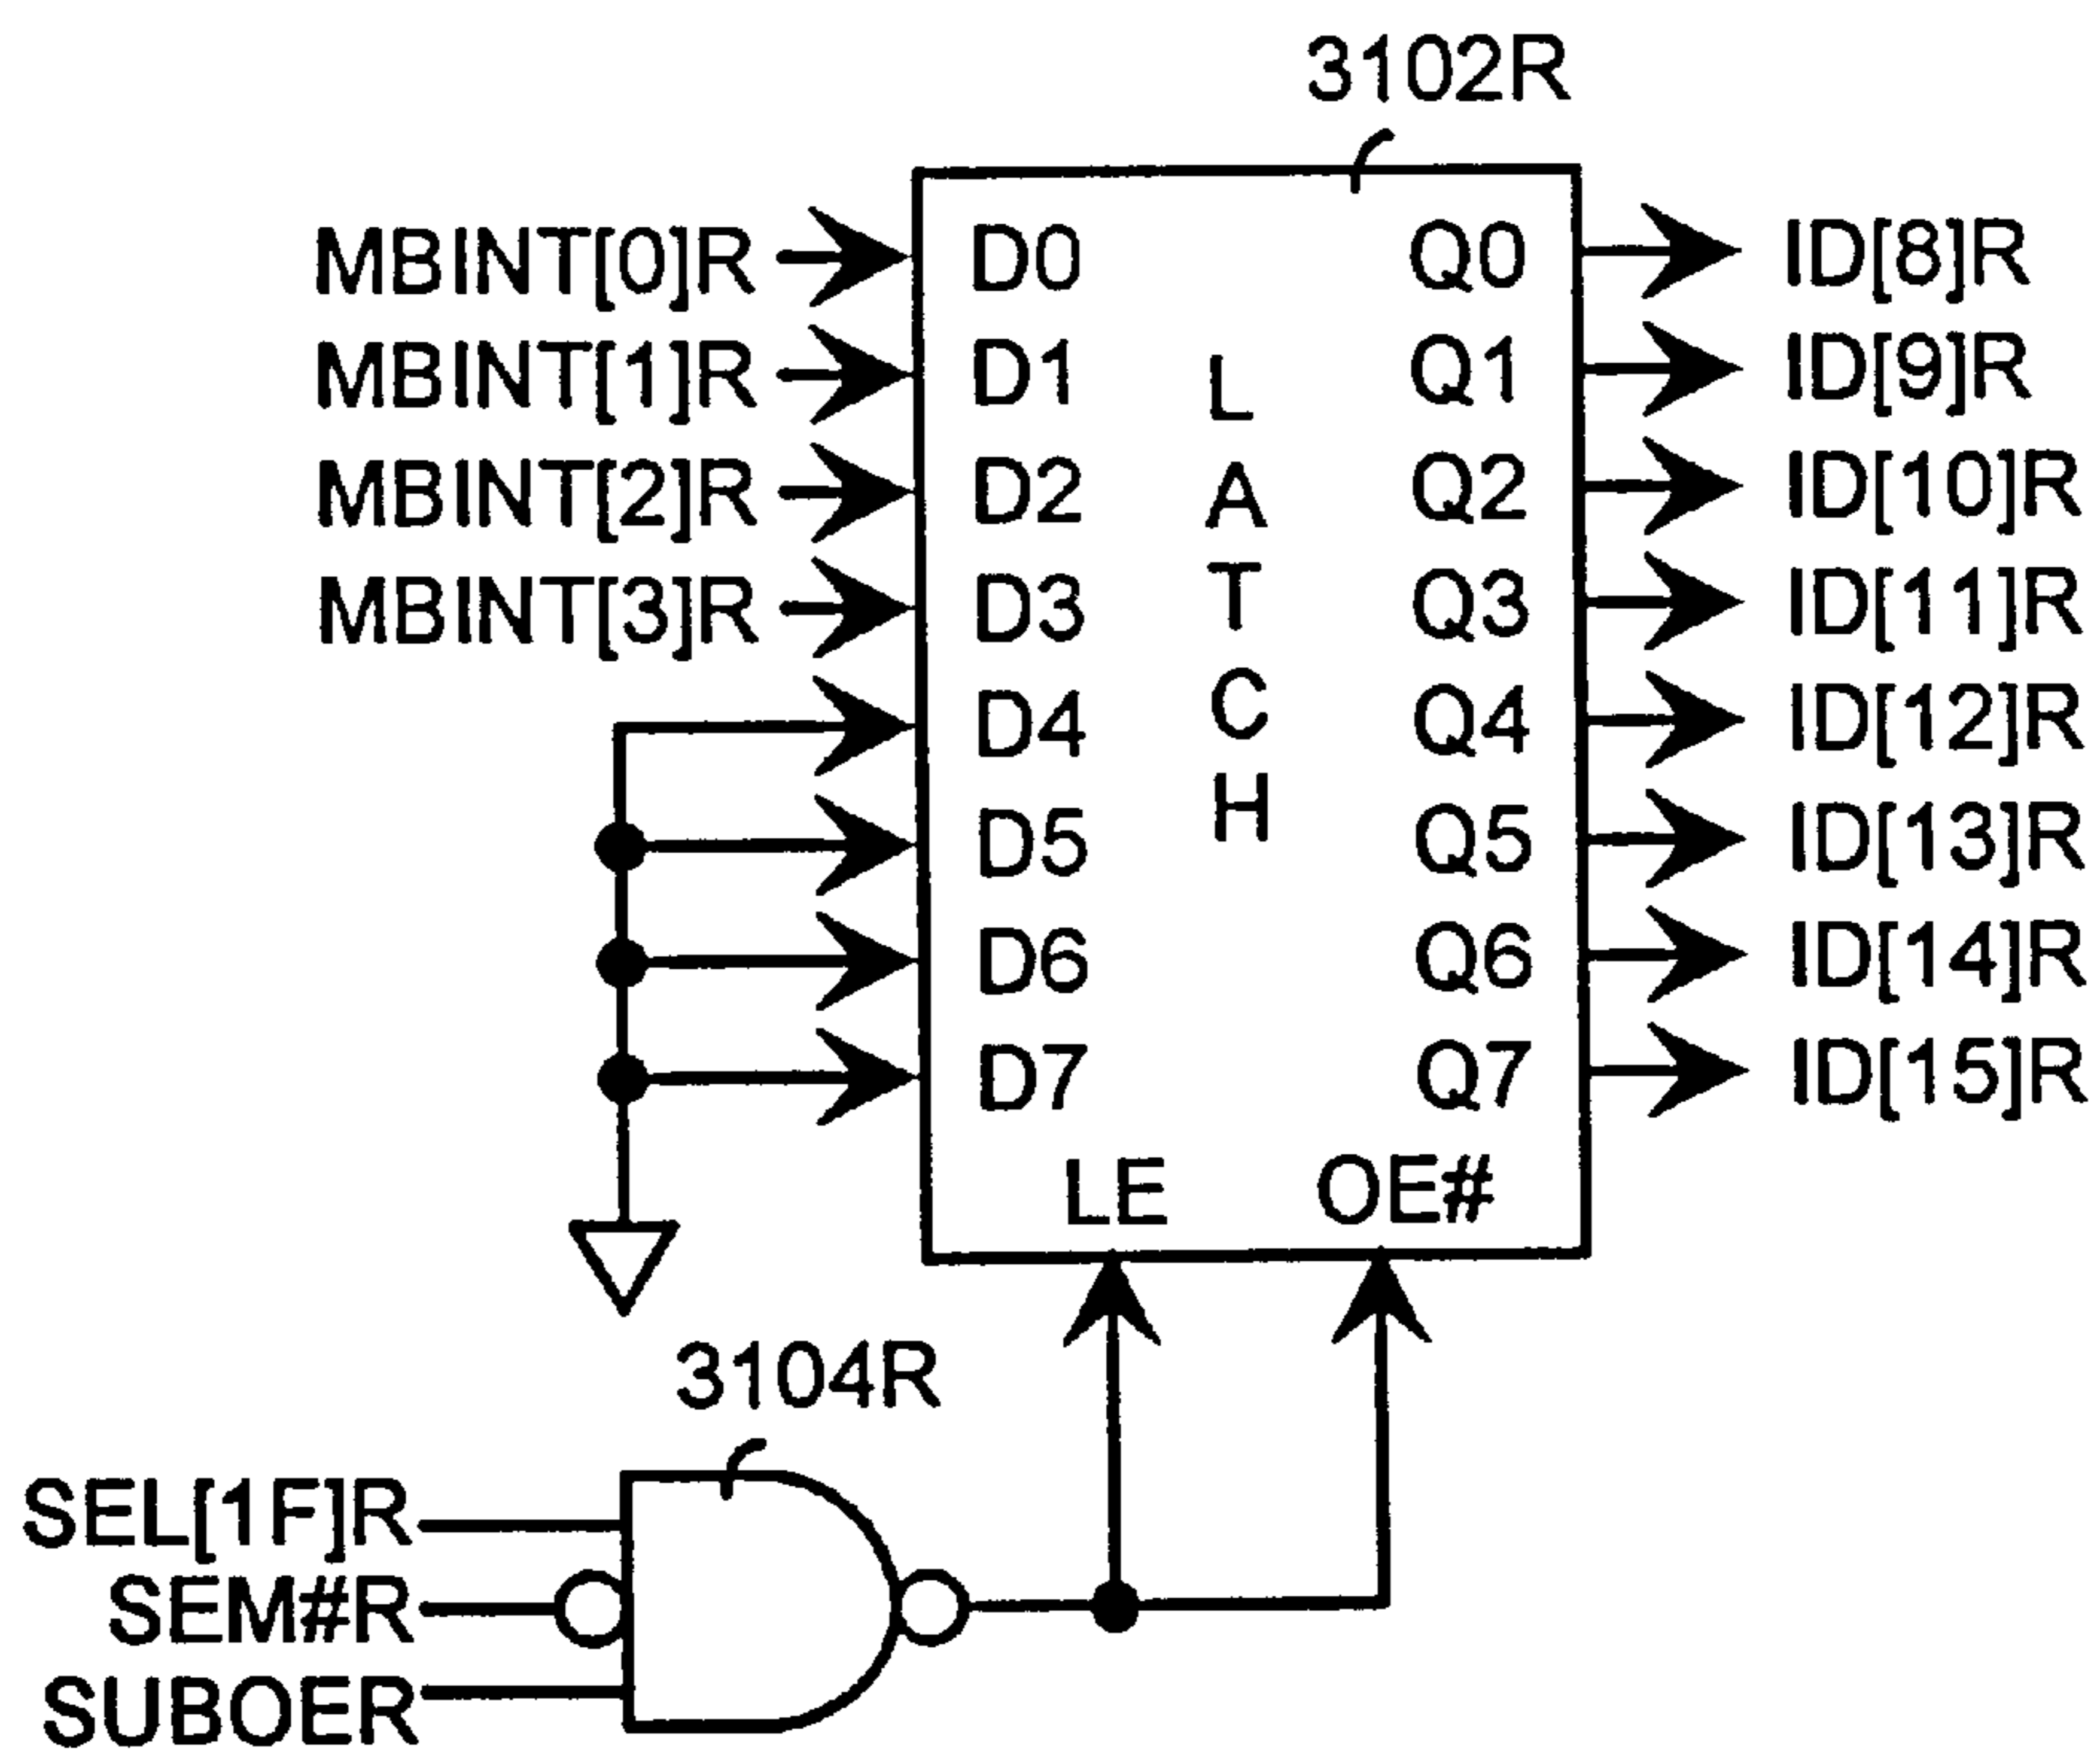 3102R
MBINT[0]R D0 Q0 ID[8]R
MBINT[1]R D1 Q1 ID[9]R
MBINT[2]R D2 Q2 ID[10]R
MBINT[3]R D3 Q3 ID[11]R
D4 Q4 ID[12]R
D5 Q5 ID[13]R
D6 Q6 ID[14]R
D7 Q7 ID[15]R
LATCH
LE OE#
3104R
SEL[1F]R
SEM#R
SUBOER